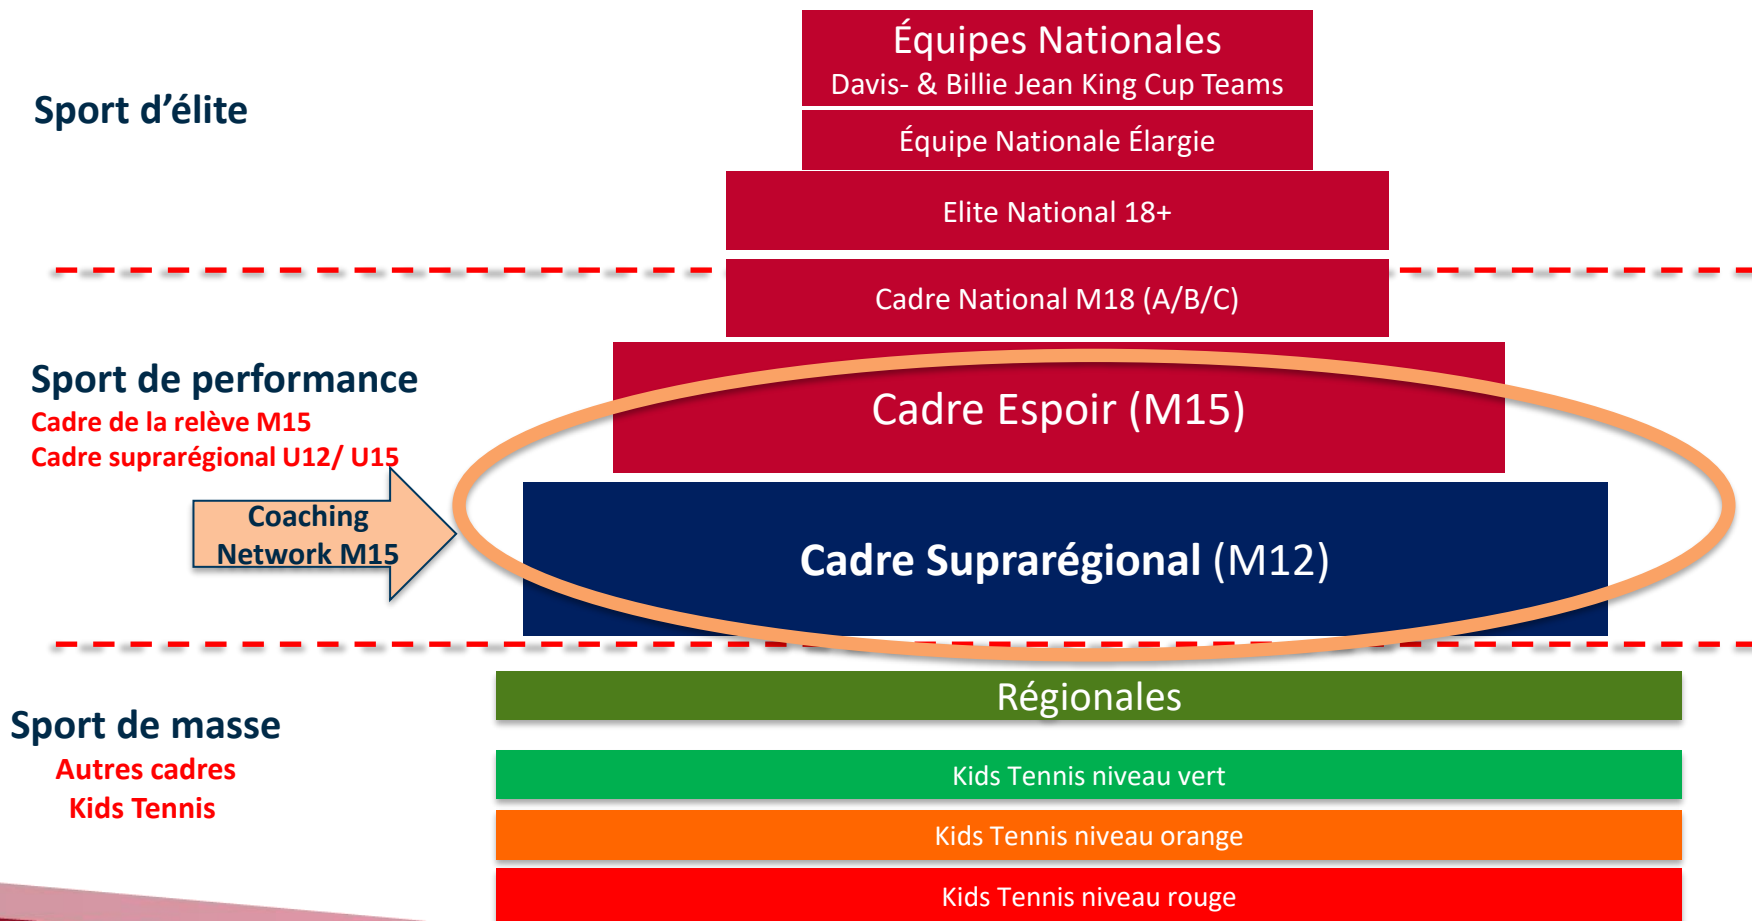 Équipes Nationales
Davis- & Billie Jean King Cup Teams
Sport d’élite
Équipe Nationale Élargie
Elite National 18+
Cadre National M18 (A/B/C)
Sport de performance
Cadre de la relève M15
Cadre suprarégional U12/ U15
Cadre Espoir (M15)
Coaching
Network M15
Cadre Suprarégional (M12)
Régionales
Sport de masse
Autres cadres
Kids Tennis
Kids Tennis niveau vert
Kids Tennis niveau orange
Kids Tennis niveau rouge